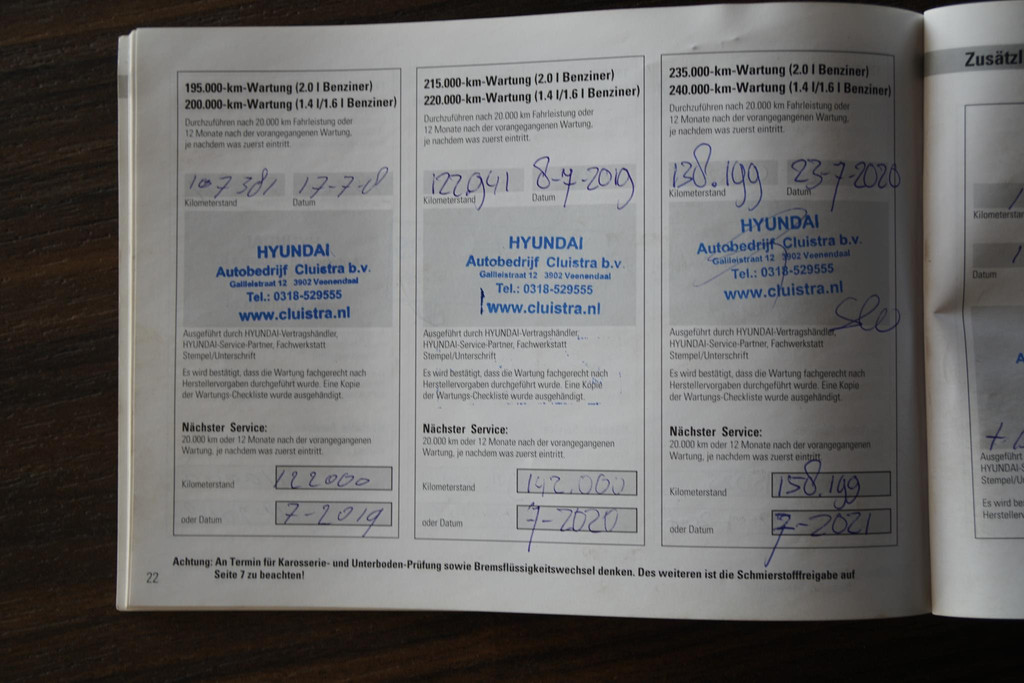 195.000-km-Wartung (2.0 l Benziner)
200.000-km-Wartung (1.4 l/1.6 l Benziner)
Durchzuführen nach 20.000 km Fahrleistung oder
12 Monate nach der vorangegangenen Wartung,
je nachdem was zuerst eintritt.
107381 17-7-18
Kilometerstand Datum
HYUNDAI
Autobedrijf Cluistra b.v.
Galileistraat 12 3902 Veenendaal
Tel.: 0318-529555
www.cluistra.nl
Ausgeführt durch HYUNDAI-Vertragshändler,
HYUNDAI-Service-Partner, Fachwerkstatt
Stempel/Unterschrift
Es wird bestätigt, dass die Wartung fachgerecht nach
Herstellervorgaben durchgeführt wurde. Eine Kopie
der Wartungs-Checkliste wurde ausgehändigt.
Nächster Service:
20.000 km oder 12 Monate nach der vorangegangenen
Wartung, je nachdem was zuerst eintritt.
Kilometerstand 122000
oder Datum 7-2019
215.000-km-Wartung (2.0 l Benziner)
220.000-km-Wartung (1.4 l/1.6 l Benziner)
Durchzuführen nach 20.000 km Fahrleistung oder
12 Monate nach der vorangegangenen Wartung,
je nachdem was zuerst eintritt.
122941 8-7-2019
Kilometerstand Datum
HYUNDAI
Autobedrijf Cluistra b.v.
Galileistraat 12 3902 Veenendaal
Tel.: 0318-529555
www.cluistra.nl
Ausgeführt durch HYUNDAI-Vertragshändler,
HYUNDAI-Service-Partner, Fachwerkstatt
Stempel/Unterschrift
Es wird bestätigt, dass die Wartung fachgerecht nach
Herstellervorgaben durchgeführt wurde. Eine Kopie
der Wartungs-Checkliste wurde ausgehändigt.
Nächster Service:
20.000 km oder 12 Monate nach der vorangegangenen
Wartung, je nachdem was zuerst eintritt.
Kilometerstand 142.000
oder Datum 7-2020
235.000-km-Wartung (2.0 l Benziner)
240.000-km-Wartung (1.4 l/1.6 l Benziner)
Durchzuführen nach 20.000 km Fahrleistung oder
12 Monate nach der vorangegangenen Wartung,
je nachdem was zuerst eintritt.
138.199 23-7-2020
Kilometerstand Datum
HYUNDAI
Autobedrijf Cluistra b.v.
Galileistraat 12 3902 Veenendaal
Tel.: 0318-529555
www.cluistra.nl
Ausgeführt durch HYUNDAI-Vertragshändler,
HYUNDAI-Service-Partner, Fachwerkstatt
Stempel/Unterschrift
Es wird bestätigt, dass die Wartung fachgerecht nach
Herstellervorgaben durchgeführt wurde. Eine Kopie
der Wartungs-Checkliste wurde ausgehändigt.
Nächster Service:
20.000 km oder 12 Monate nach der vorangegangenen
Wartung, je nachdem was zuerst eintritt.
Kilometerstand 158.199
oder Datum 7-2021
Achtung: An Termin für Karosserie- und Unterboden-Prüfung sowie Bremsflüssigkeitswechsel denken. Des weiteren ist die Schmierstofffreigabe auf
Seite 7 zu beachten!
22
Zusätzl
Kilometerstan
Datum
Ausgeführt
HYUNDAI-S
Stempel/Un
Es wird be
Hersteller